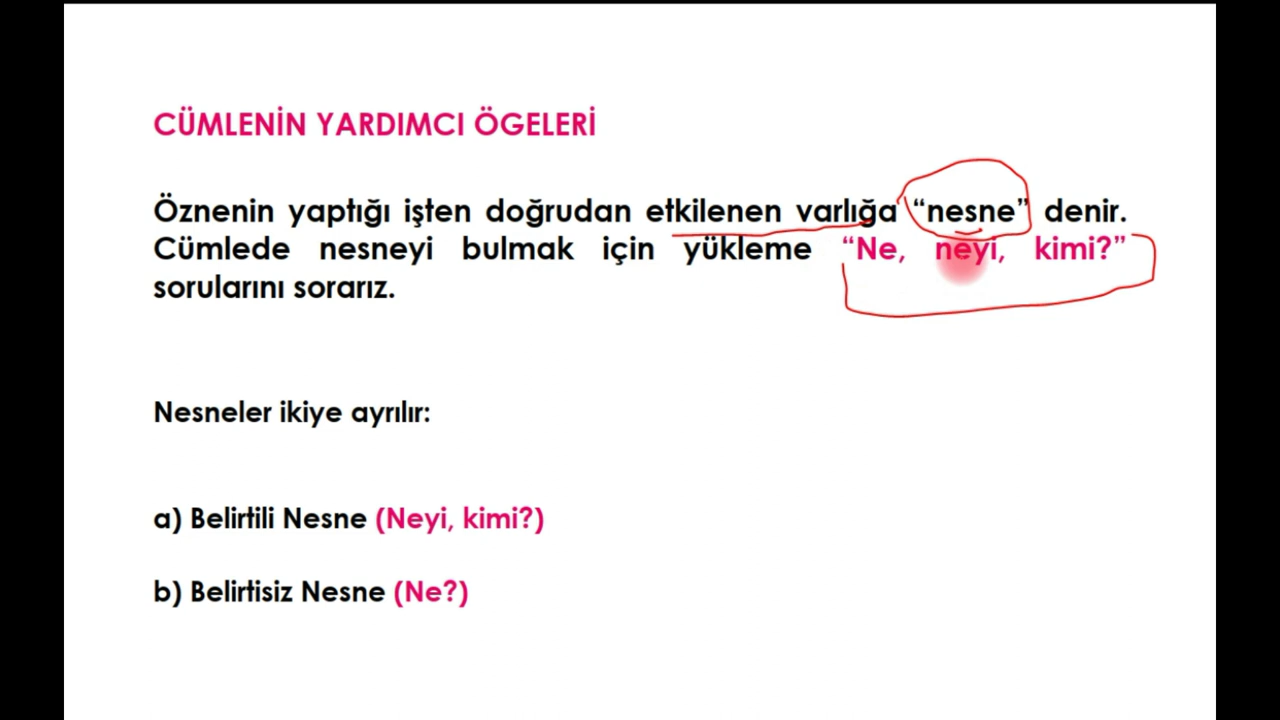 CÜMLENİN YARDIMCI ÖGELERİ
Öznenin yaptığı işten doğrudan etkilenen varlığa “nesne” denir.
Cümlede nesneyi bulmak için yükleme “Ne, neyi, kimi?”
sorularını sorarız.
Nesneler ikiye ayrılır:
a) Belirtili Nesne (Neyi, kimi?)
b) Belirtisiz Nesne (Ne?)